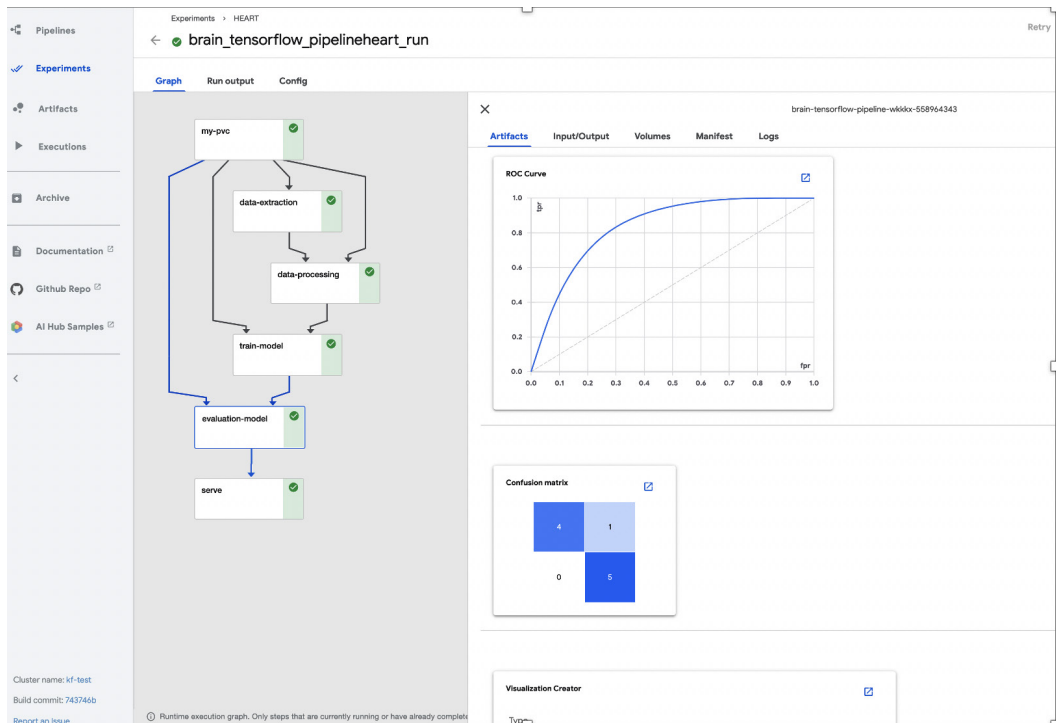 Pipelines
Experiments
Artifacts
Executions
Archive
Documentation
Github Repo
AI Hub Samples
Cluster name: kf-test
Build commit: 743746b
Report an issue
Experiments > HEART
brain_tensorflow_pipelineheart_run
Retry
Graph Run output Config
my-pvc
data-extraction
data-processing
train-model
evaluation-model
serve
Runtime execution graph. Only steps that are currently running or have already complete
brain-tensorflow-pipeline-wkkkx-558964343
Artifacts Input/Output Volumes Manifest Logs
ROC Curve
1.0
tpr
0.8
0.6
0.4
0.2
0.0
fpr
0.0 0.1 0.2 0.3 0.4 0.5 0.6 0.7 0.8 0.9 1.0
Confusion matrix
4 1
0 5
Visualization Creator
Type